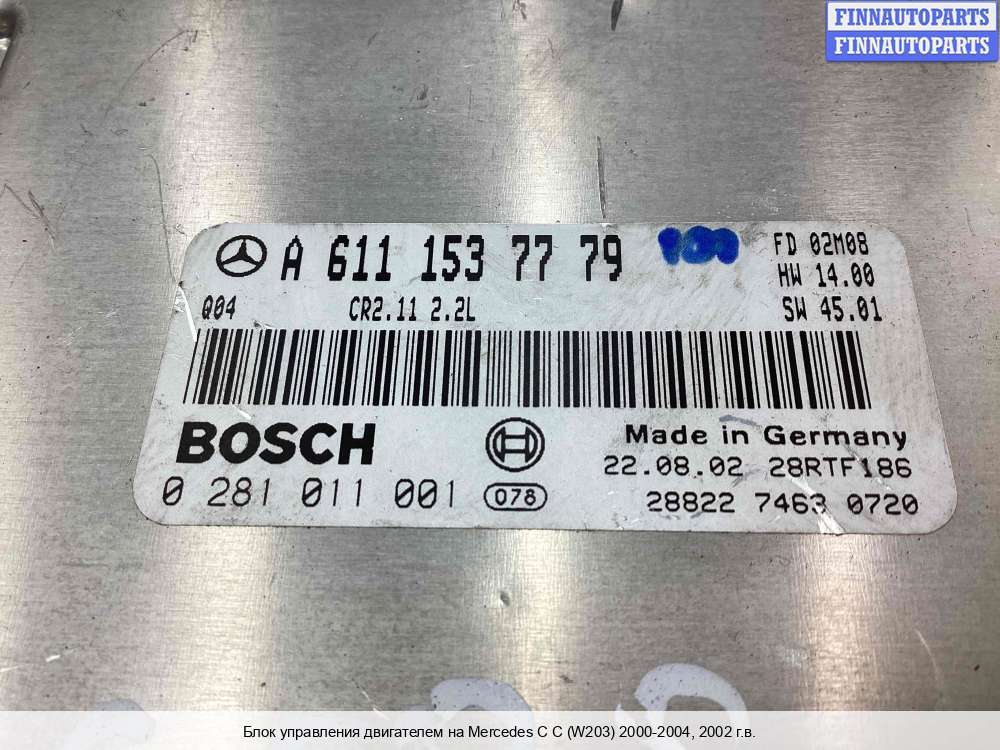 FINNAUTOPARTS
FINNAUTOPARTS
A 611 153 77 79
FD 02M08
HW 14.00
Q04 CR2.11 2.2L SW 45.01
BOSCH
Made in Germany
22.08.02 28RTF186
0 281 011 001 078
28822 7463 0720
Блок управления двигателем на Mercedes C C (W203) 2000-2004, 2002 г.в.